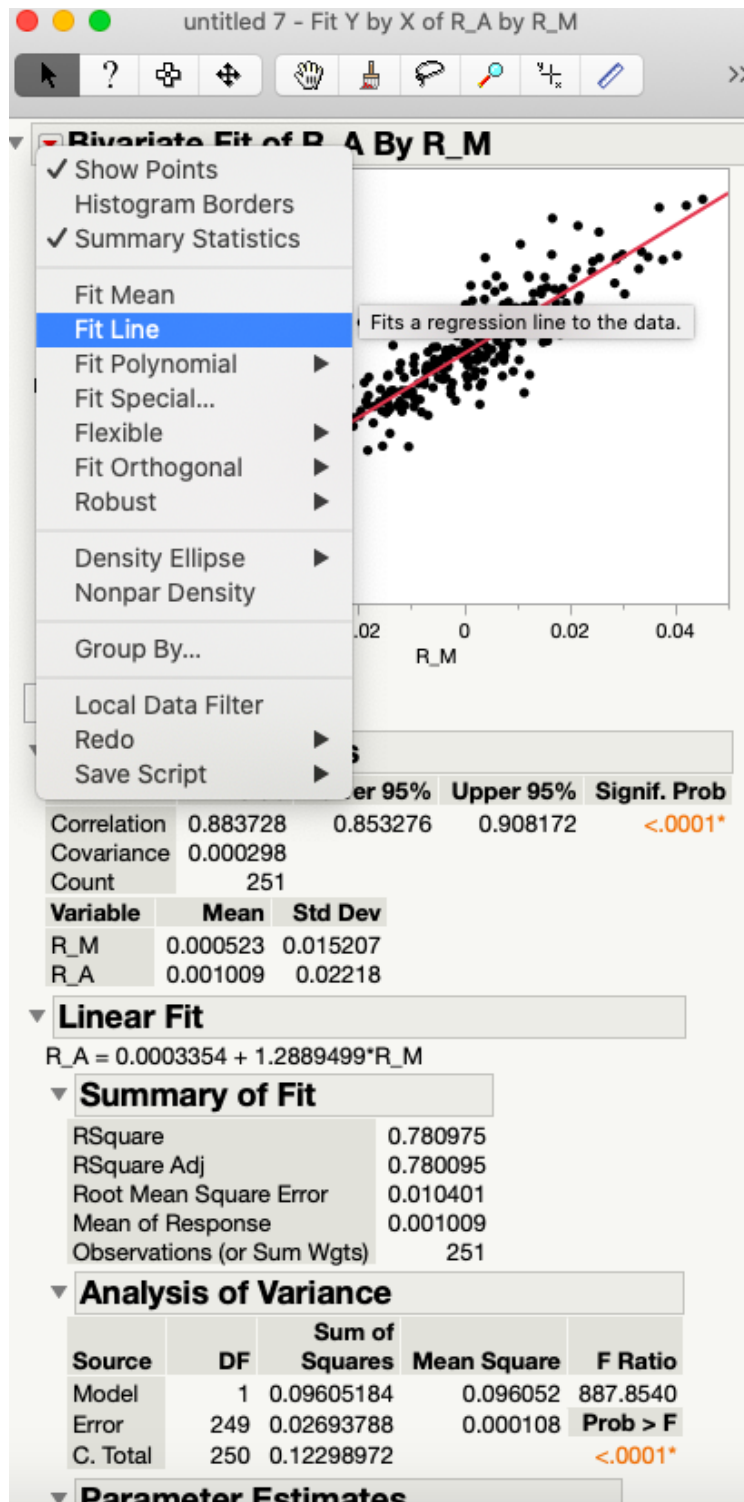 untitled 7 - Fit Y by X of R_A by R_M
Bivariate Fit of R_A By R_M
✓ Show Points
Histogram Borders
✓ Summary Statistics
Fit Mean
Fit Line
Fits a regression line to the data.
Fit Polynomial
Fit Special...
Flexible
Fit Orthogonal
Robust
Density Ellipse
Nonpar Density
Group By...
Local Data Filter
Redo
Save Script
.02 0 0.02 0.04
R_M
er 95% Upper 95% Signif. Prob
Correlation 0.883728 0.853276 0.908172 <.0001*
Covariance 0.000298
Count 251
Variable Mean Std Dev
R_M 0.000523 0.015207
R_A 0.001009 0.02218
Linear Fit
R_A = 0.0003354 + 1.2889499*R_M
Summary of Fit
RSquare 0.780975
RSquare Adj 0.780095
Root Mean Square Error 0.010401
Mean of Response 0.001009
Observations (or Sum Wgts) 251
Analysis of Variance
Sum of
Source DF Squares Mean Square F Ratio
Model 1 0.09605184 0.096052 887.8540
Error 249 0.02693788 0.000108 Prob > F
C. Total 250 0.12298972 <.0001*
Parameter Estimates